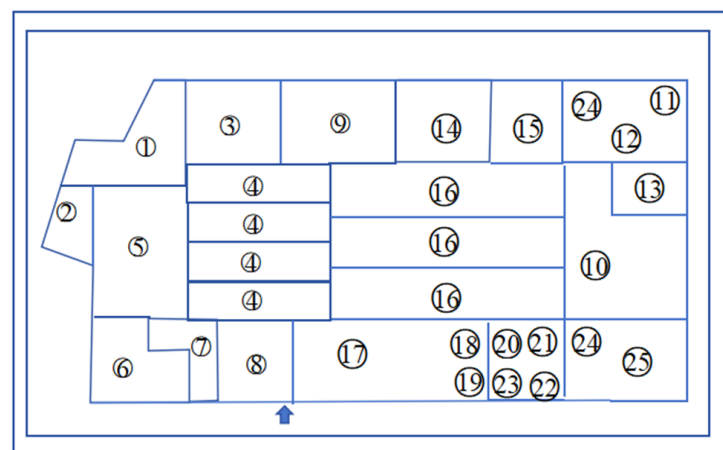 ③ ⑨ ⑭ ⑮ ㉔ ⑪
⑫
①
④ ⑯ ⑬
②
④
⑤ ⑯
④ ⑩
④ ⑯
⑦ ⑱ ⑳ ㉑ ㉔
⑥ ⑧ ⑰ ㉕
⑲ ㉓ ㉒